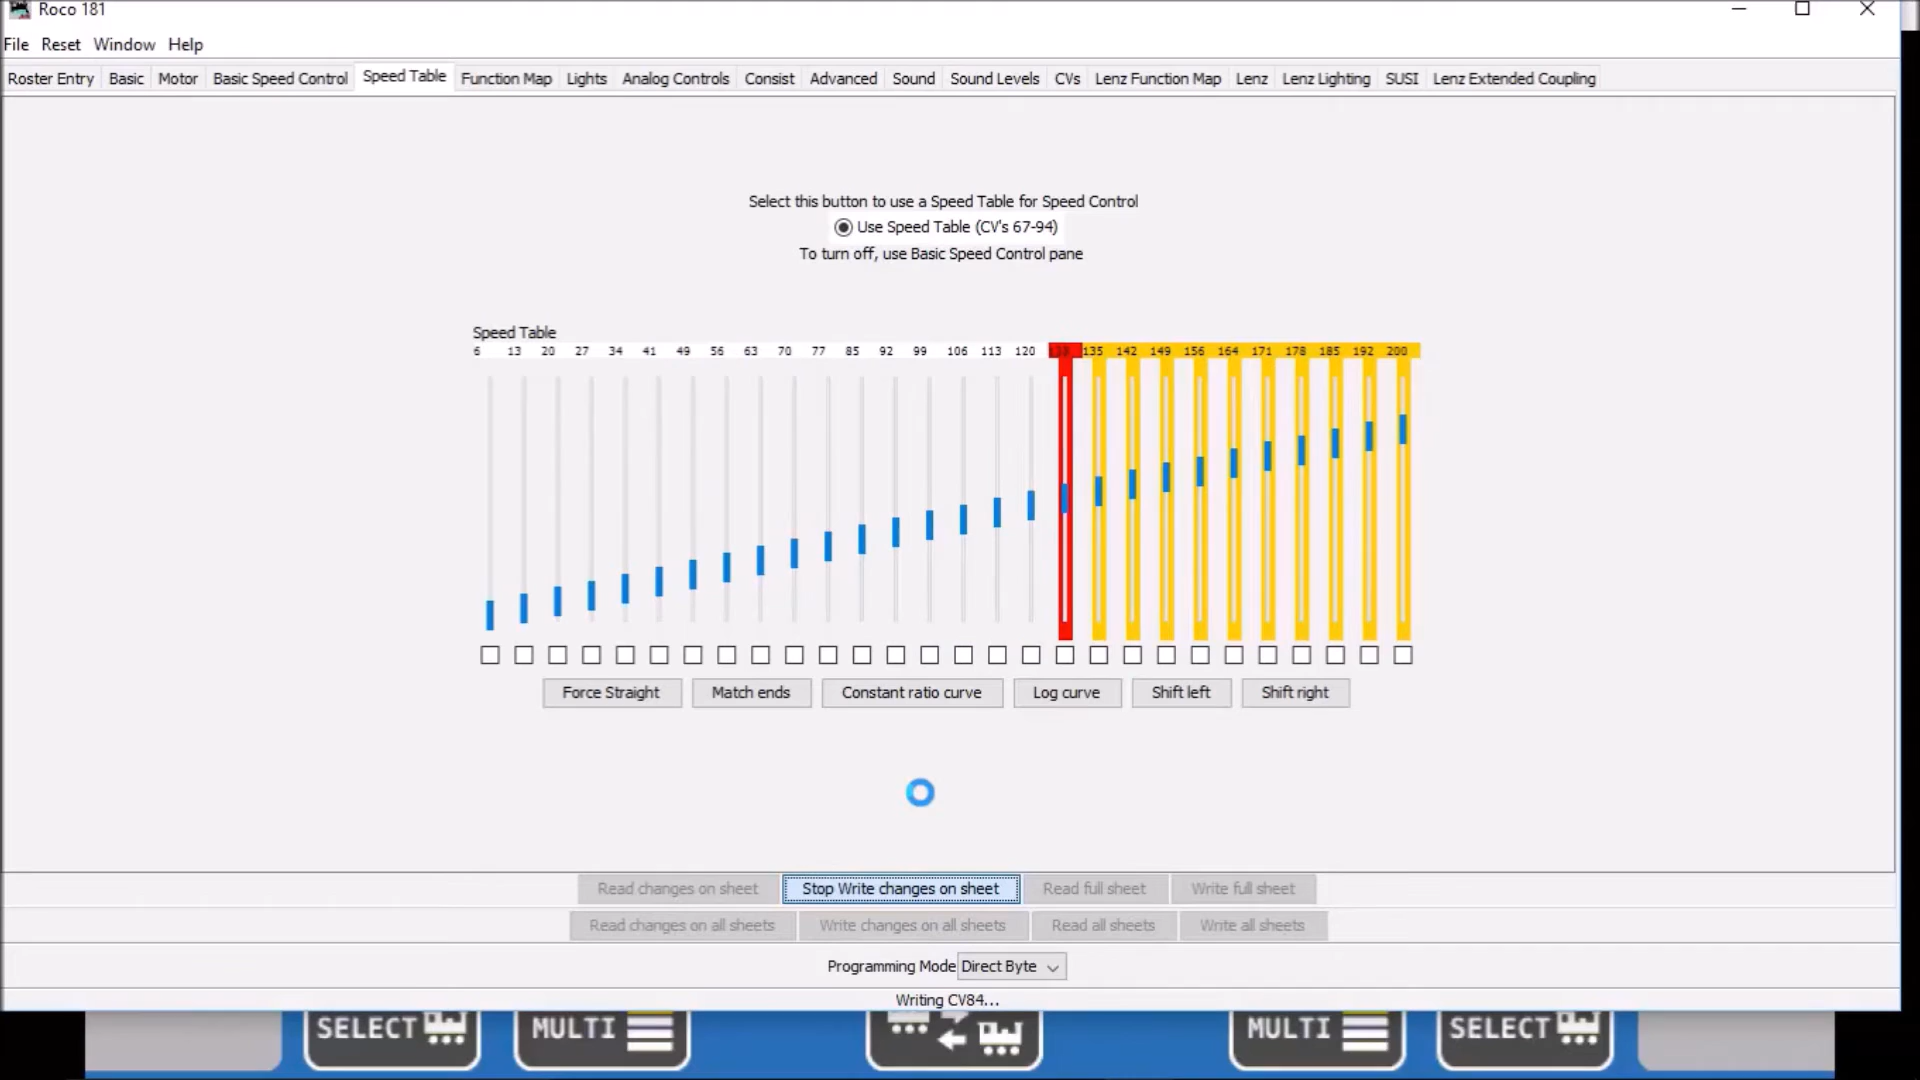 Roco 181
File Reset Window Help
Roster Entry Basic Motor Basic Speed Control Speed Table Function Map Lights Analog Controls Consist Advanced Sound Sound Levels CVs Lenz Function Map Lenz Lenz Lighting SUSI Lenz Extended Coupling
Select this button to use a Speed Table for Speed Control
Use Speed Table (CV's 67-94)
To turn off, use Basic Speed Control pane
Speed Table
6 13 20 27 34 41 49 56 63 70 77 85 92 99 106 113 120 135 142 149 156 164 171 178 185 192 200
Force Straight Match ends Constant ratio curve Log curve Shift left Shift right
Read changes on sheet Stop Write changes on sheet Read full sheet Write full sheet
Read changes on all sheets Write changes on all sheets Read all sheets Write all sheets
Programming Mode Direct Byte
Writing CV84...
SELECT MULTI MULTI SELECT